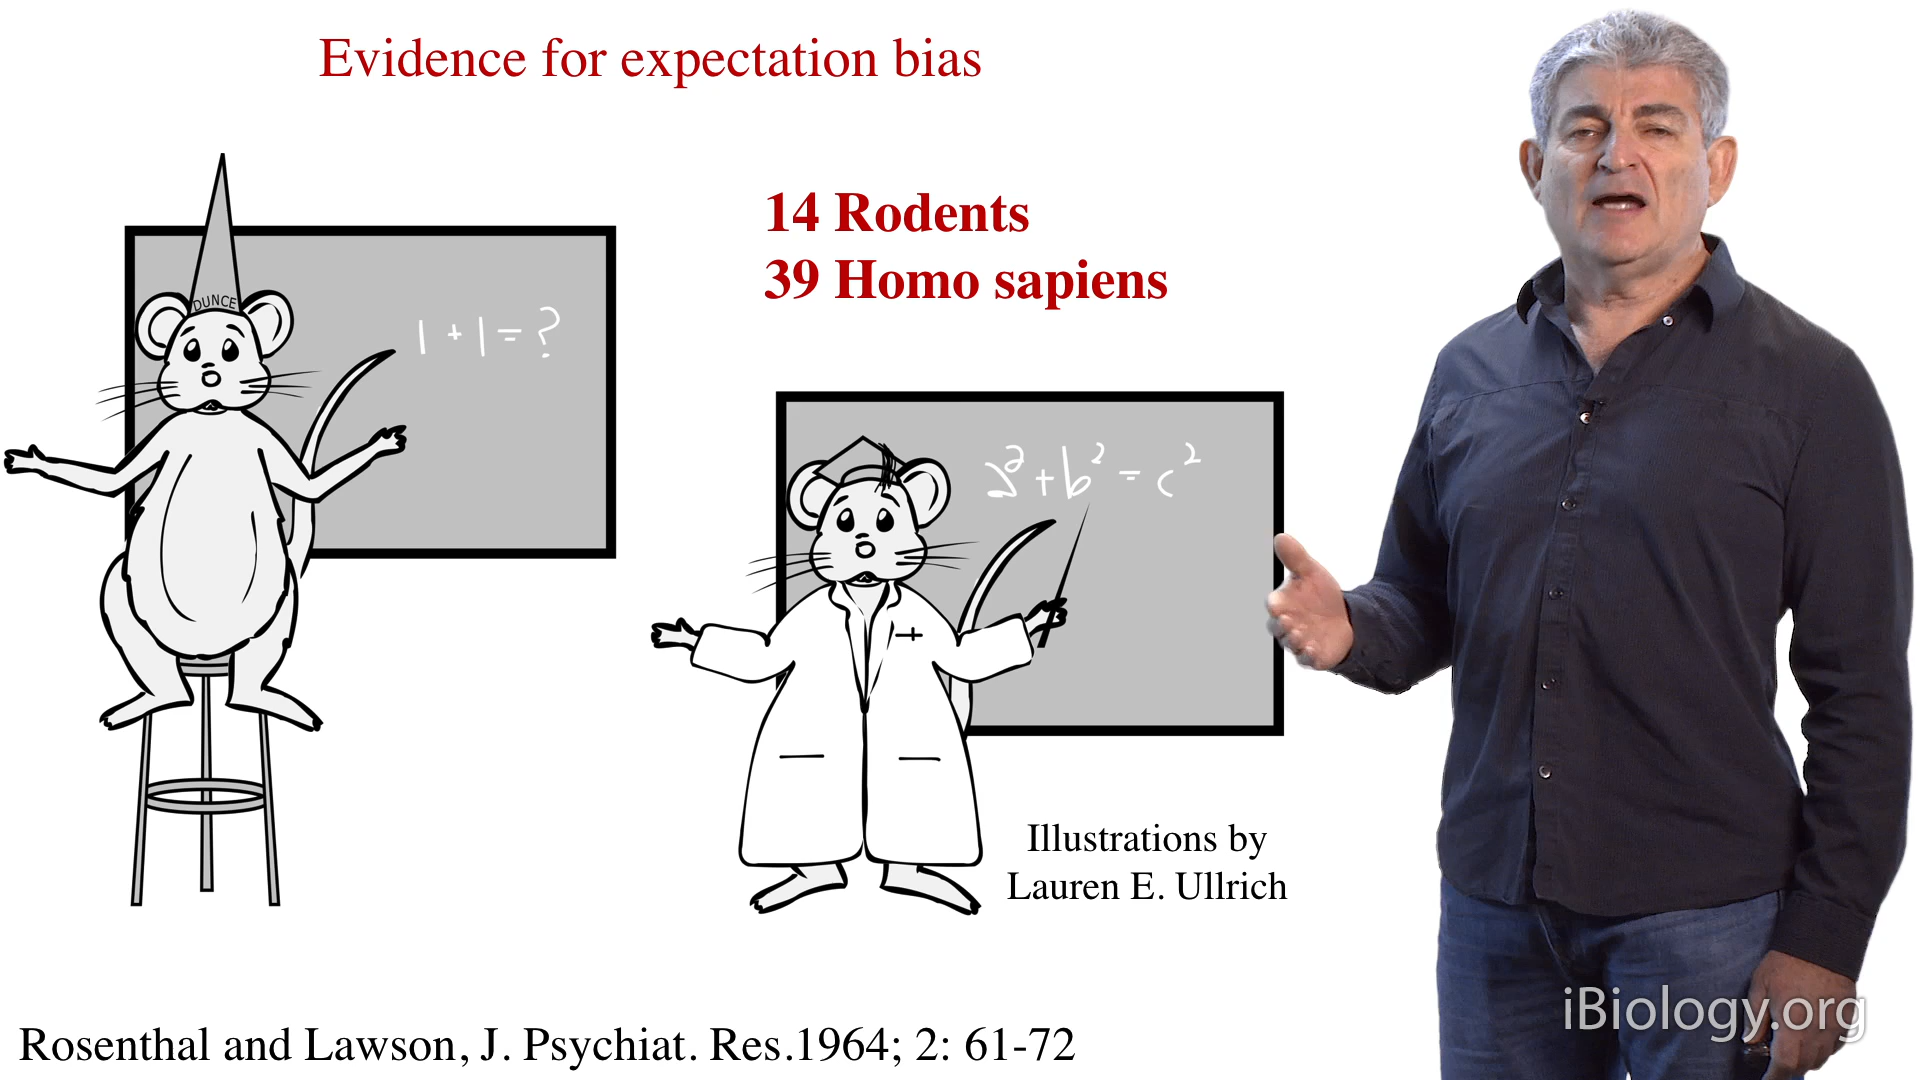 Evidence for expectation bias
14 Rodents
39 Homo sapiens
DUNCE
1 + 1 = ?
a² + b² = c²
Illustrations by
Lauren E. Ullrich
Rosenthal and Lawson, J. Psychiat. Res.1964; 2: 61-72
iBiology.org